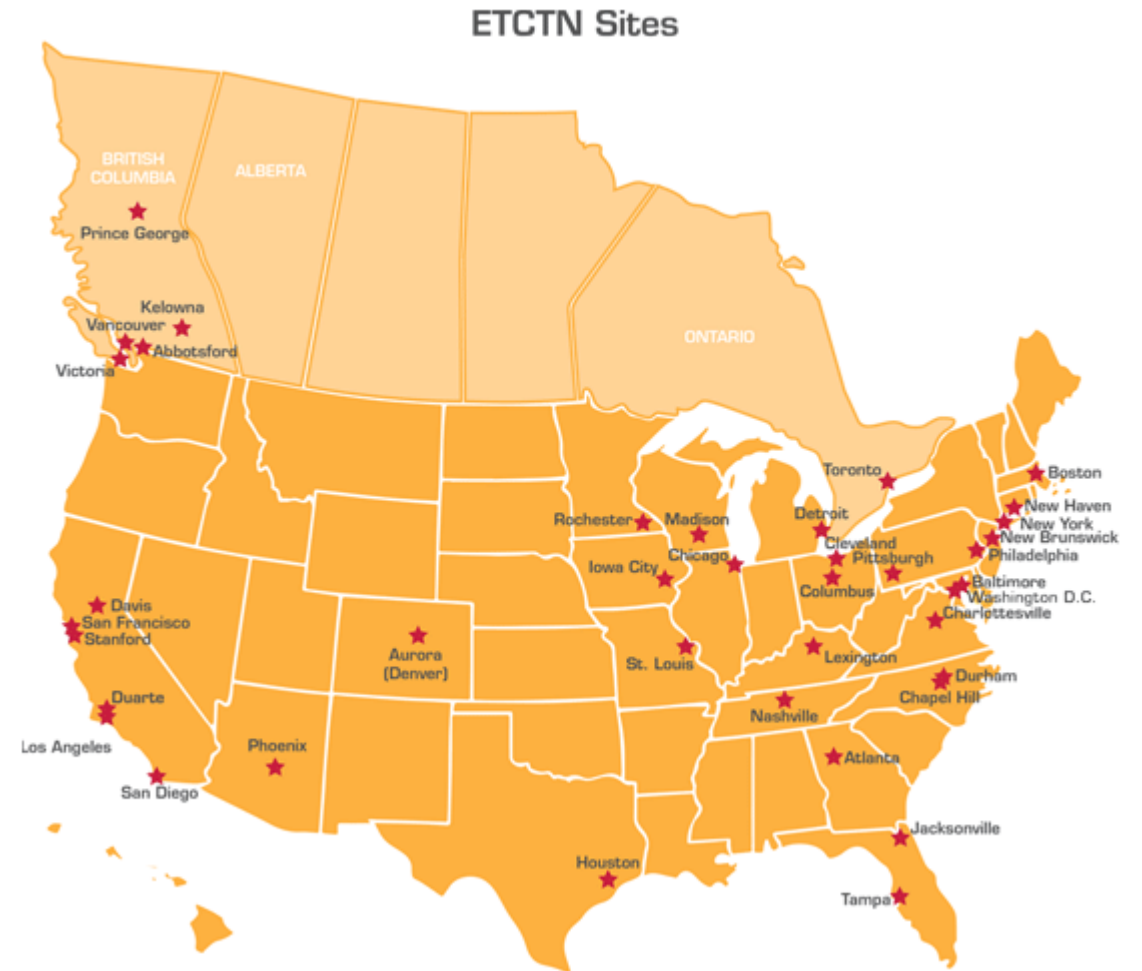 ETCTN Sites
BRITISH
COLUMBIA
ALBERTA
Prince George
Kelowna
Vancouver
Abbotsford
Victoria
ONTARIO
Toronto
Boston
New Haven
New York
New Brunswick
Philadelphia
Rochester
Madison
Detroit
Cleveland
Pittsburgh
Chicago
Iowa City
Columbus
Baltimore
Washington D.C.
Charlottesville
Davis
San Francisco
Stanford
Aurora
(Denver)
St. Louis
Lexington
Durham
Chapel Hill
Nashville
Duarte
Los Angeles
Phoenix
San Diego
Atlanta
Jacksonville
Houston
Tampa